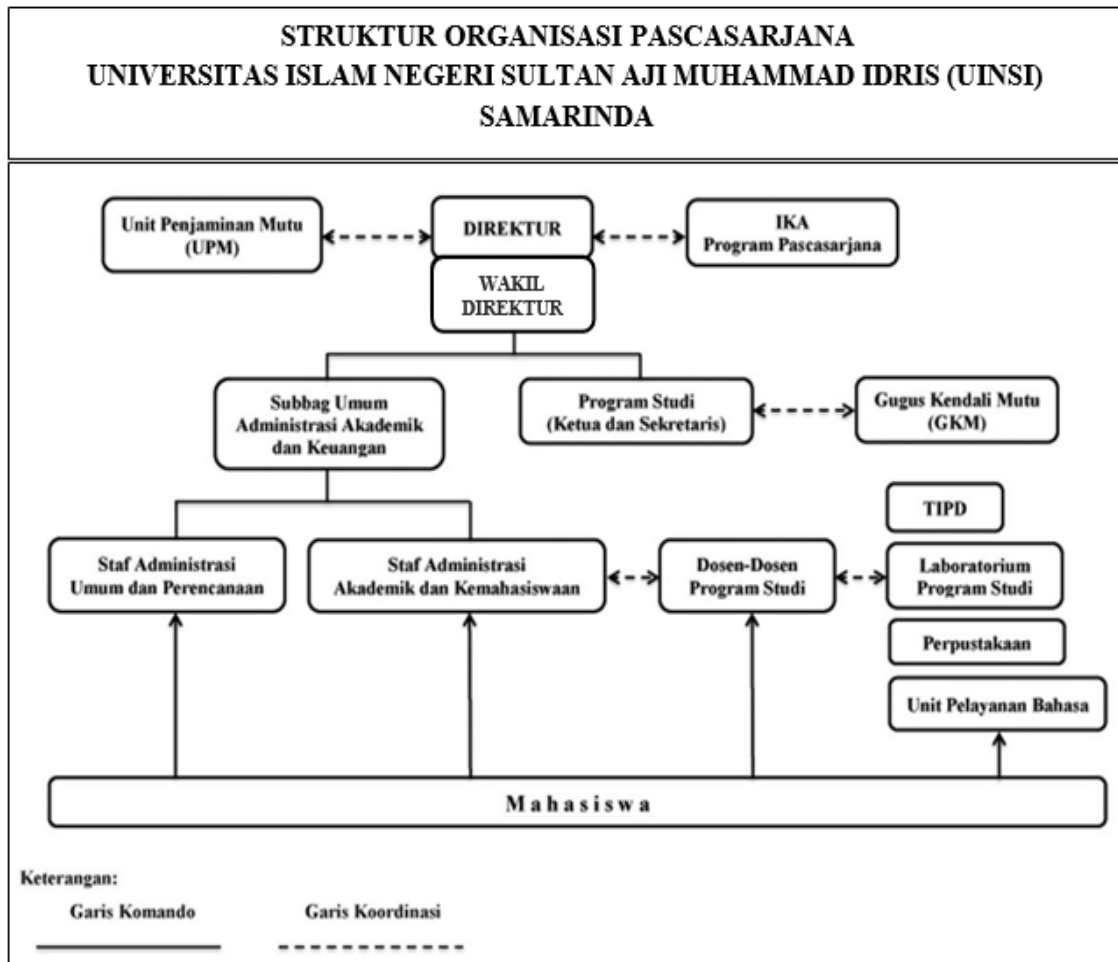 STRUKTUR ORGANISASI PASCASARJANA
UNIVERSITAS ISLAM NEGERI SULTAN AJI MUHAMMAD IDRIS (UINSI)
SAMARINDA
Unit Penjaminan Mutu
(UPM)
DIREKTUR
IKA
Program Pascasarjana
WAKIL
DIREKTUR
Subbag Umum
Administrasi Akademik
dan Keuangan
Program Studi
(Ketua dan Sekretaris)
Gugus Kendali Mutu
(GKM)
TIPD
Staf Administrasi
Umum dan Perencanaan
Staf Administrasi
Akademik dan Kemahasiswaan
Dosen-Dosen
Program Studi
Laboratorium
Program Studi
Perpustakaan
Unit Pelayanan Bahasa
Mahasiswa
Keterangan:
Garis Komando
Garis Koordinasi